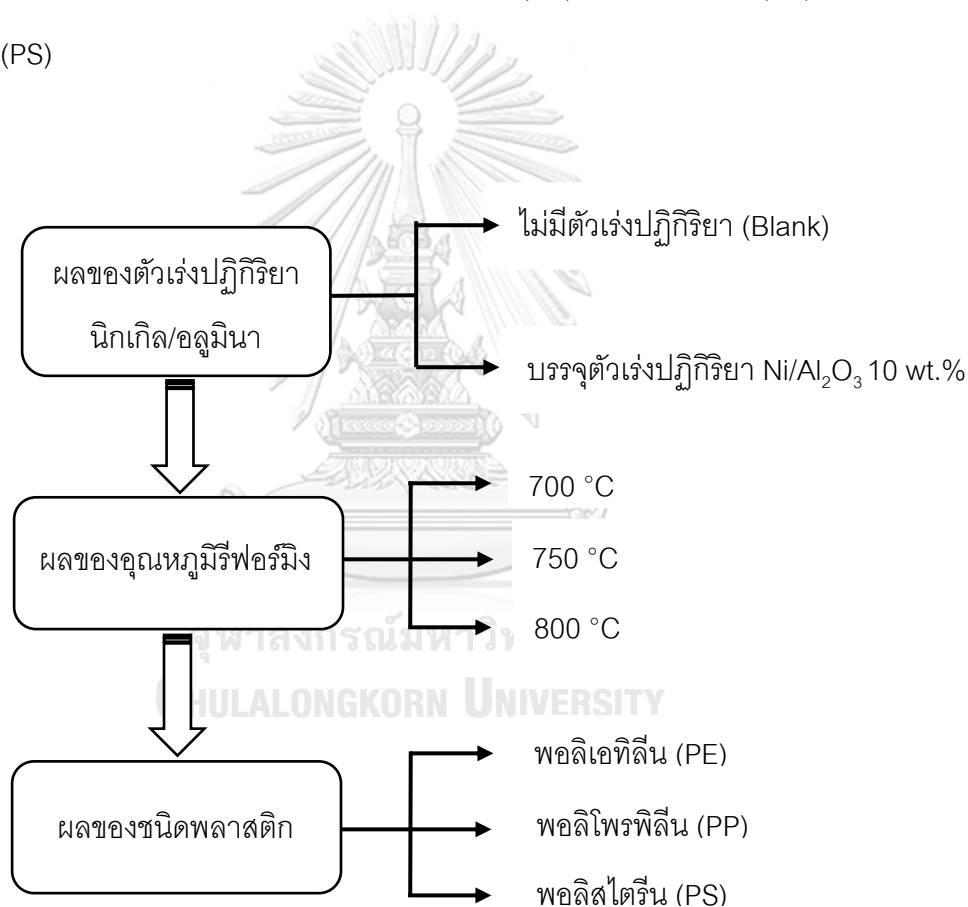 (PS)
ไม่มีตัวเร่งปฏิกิริยา (Blank)
ผลของตัวเร่งปฏิกิริยา
นิกเกิล/อลูมินา
บรรจุตัวเร่งปฏิกิริยา Ni/Al₂O₃ 10 wt.%
700 °C
ผลของอุณหภูมิรีฟอร์มิง
750 °C
800 °C
CHULALONGKORN UNIVERSITY
พอลิเอทิลีน (PE)
ผลของชนิดพลาสติก
พอลิโพรพิลีน (PP)
พอลิสไตรีน (PS)